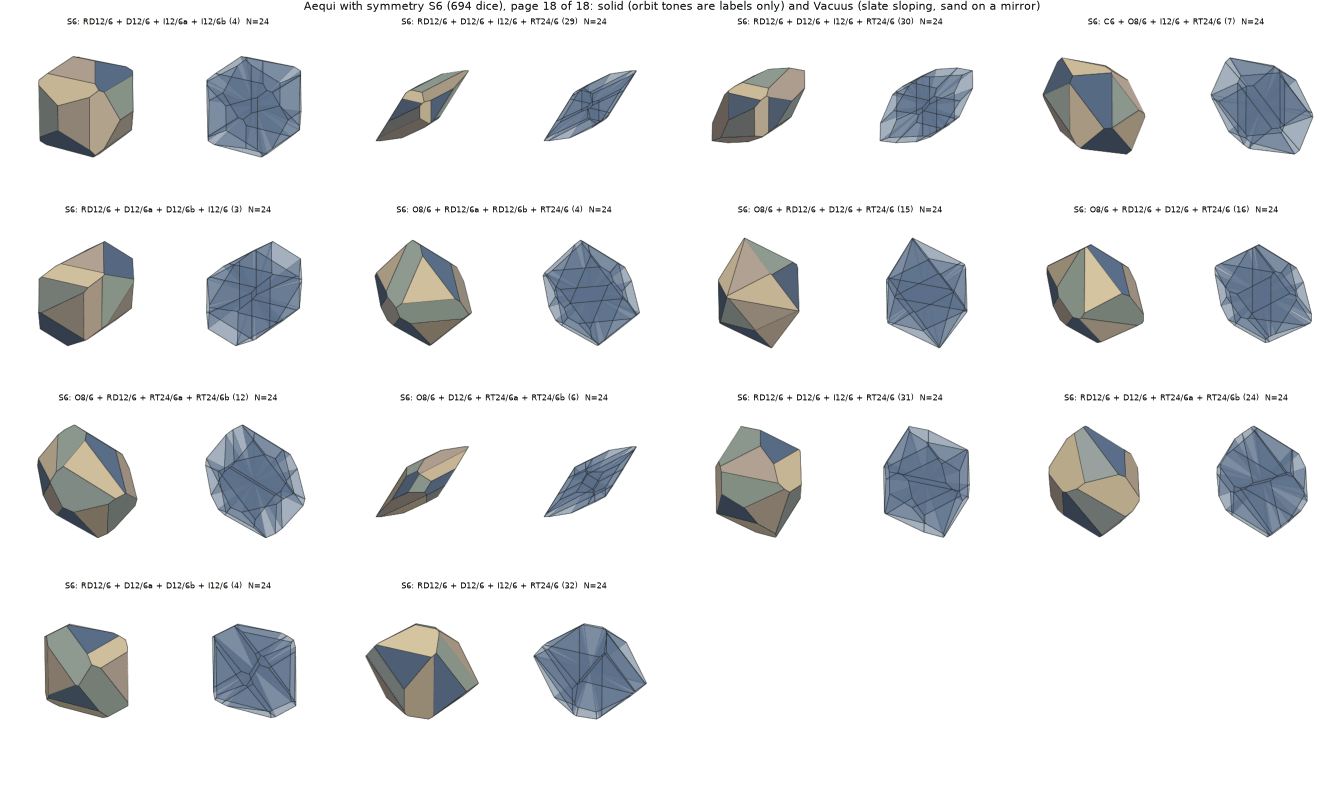 Aequi with symmetry S6 (694 dice), page 18 of 18: solid (orbit tones are labels only) and Vacuus (slate sloping, sand on a mirror)
S6: RD12/6 + D12/6 + I12/6a + I12/6b (4)  N=24
S6: RD12/6 + D12/6 + I12/6 + RT24/6 (29)  N=24
S6: RD12/6 + D12/6 + I12/6 + RT24/6 (30)  N=24
S6: C6 + O8/6 + I12/6 + RT24/6 (7)  N=24
S6: RD12/6 + D12/6a + D12/6b + I12/6 (3)  N=24
S6: O8/6 + RD12/6a + RD12/6b + RT24/6 (4)  N=24
S6: O8/6 + RD12/6 + D12/6 + RT24/6 (15)  N=24
S6: O8/6 + RD12/6 + D12/6 + RT24/6 (16)  N=24
S6: O8/6 + RD12/6 + RT24/6a + RT24/6b (12)  N=24
S6: O8/6 + D12/6 + RT24/6a + RT24/6b (6)  N=24
S6: RD12/6 + D12/6 + I12/6 + RT24/6 (31)  N=24
S6: RD12/6 + D12/6 + RT24/6a + RT24/6b (24)  N=24
S6: RD12/6 + D12/6a + D12/6b + I12/6 (4)  N=24
S6: RD12/6 + D12/6 + I12/6 + RT24/6 (32)  N=24